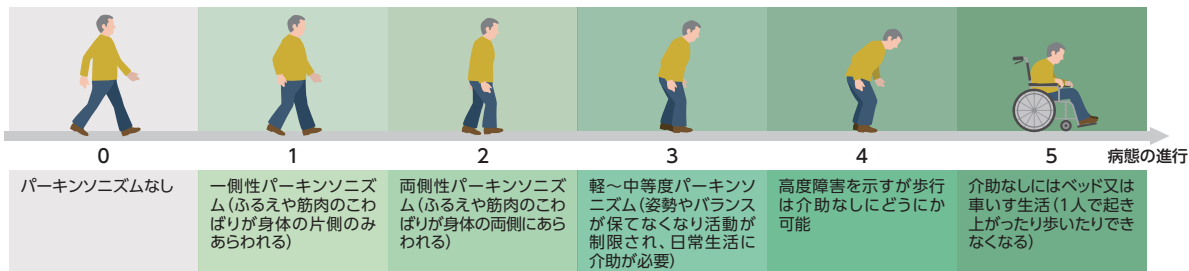 0
1
2
3
4
5
病態の進行
パーキンソニズムなし
一側性パーキンソニズ
ム(ふるえや筋肉のこわ
ばりが身体の片側のみ
あらわれる)
両側性パーキンソニズ
ム(ふるえや筋肉のこわ
ばりが身体の両側にあら
われる)
軽〜中等度パーキンソ
ニズム(姿勢やバランス
が保てなくなり活動が
制限され、日常生活に
介助が必要)
高度障害を示すが歩行
は介助なしにどうにか
可能
介助なしにはベッド又は
車いす生活(1人で起き
上がったり歩いたりでき
なくなる)